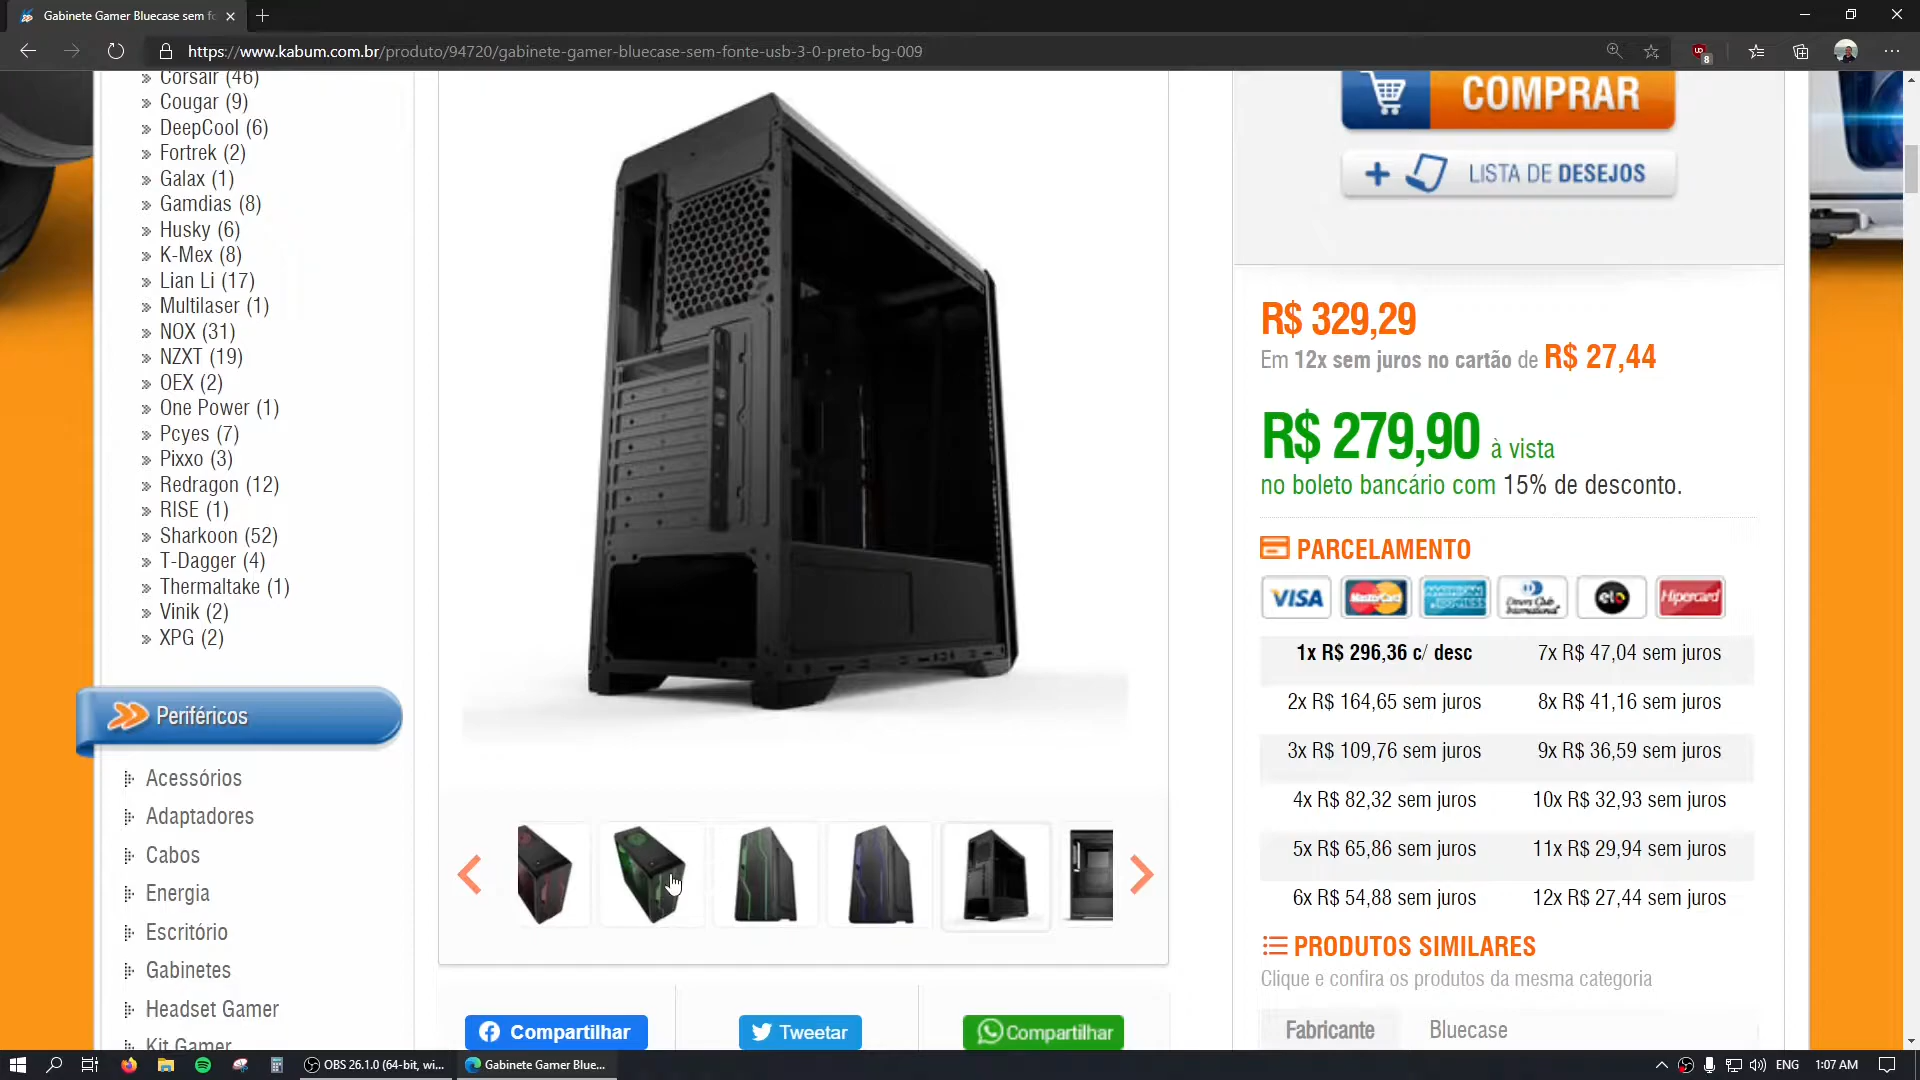 Gabinete Gamer Bluecase sem fo
https://www.kabum.com.br/produto/94720/gabinete-gamer-bluecase-sem-fonte-usb-3-0-preto-bg-009
8
Corsair (46)
Cougar (9)
DeepCool (6)
Fortrek (2)
Galax (1)
Gamdias (8)
Husky (6)
K-Mex (8)
Lian Li (17)
Multilaser (1)
NOX (31)
NZXT (19)
OEX (2)
One Power (1)
Pcyes (7)
Pixxo (3)
Redragon (12)
RISE (1)
Sharkoon (52)
T-Dagger (4)
Thermaltake (1)
Vinik (2)
XPG (2)
Periféricos
Acessórios
Adaptadores
Cabos
Energia
Escritório
Gabinetes
Headset Gamer
Kit Gamer
Compartilhar
Tweetar
Compartilhar
COMPRAR
LISTA DE DESEJOS
R$ 329,29
Em 12x sem juros no cartão de R$ 27,44
R$ 279,90 à vista
no boleto bancário com 15% de desconto.
PARCELAMENTO
VISA MasterCard AMERICAN EXPRESS Diners Club International elo Hipercard
1x R$ 296,36 c/ desc 7x R$ 47,04 sem juros
2x R$ 164,65 sem juros 8x R$ 41,16 sem juros
3x R$ 109,76 sem juros 9x R$ 36,59 sem juros
4x R$ 82,32 sem juros 10x R$ 32,93 sem juros
5x R$ 65,86 sem juros 11x R$ 29,94 sem juros
6x R$ 54,88 sem juros 12x R$ 27,44 sem juros
PRODUTOS SIMILARES
Clique e confira os produtos da mesma categoria
Fabricante Bluecase
OBS 26.1.0 (64-bit, wi...
Gabinete Gamer Blue...
ENG
1:07 AM